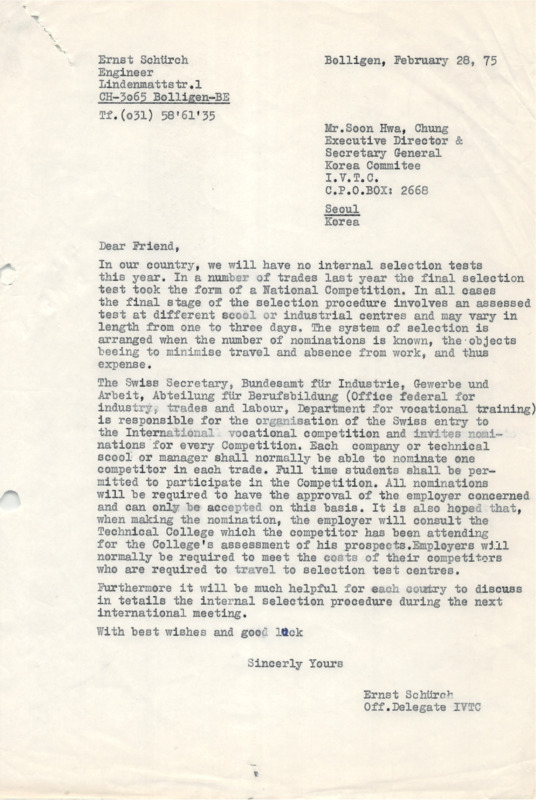 Ernst Schürch
Engineer
Lindenmattstr.1
CH-3o65 Bolligen-BE
Tf.(o31) 58'61'35
Bolligen, February 28, 75
Mr.Soon Hwa, Chung
Executive Director &
Secretary General
Korea Commitee
I.V.T.C.
C.P.O.BOX: 2668
Seoul
Korea
Dear Friend,
In our country, we will have no internal selection tests
this year. In a number of trades last year the final selection
test took the form of a National Competition. In all cases
the final stage of the selection procedure involves an assessed
test at different scool or industrial centres and may vary in
length from one to three days. The system of selection is
arranged when the number of nominations is known, the objects
beeing to minimise travel and absence from work, and thus
expense.
The Swiss Secretary, Bundesamt für Industrie, Gewerbe und
Arbeit, Abteilung für Berufsbildung (Office federal for
industry, trades and labour, Department for vocational training)
is responsible for the organisation of the Swiss entry to
the International vocational competition and invites nomi-
nations for every Competition. Each company or technical
scool or manager shall normally be able to nominate one
competitor in each trade. Full time students shall be per-
mitted to participate in the Competition. All nominations
will be required to have the approval of the employer concerned
and can only be accepted on this basis. It is also hoped that,
when making the nomination, the employer will consult the
Technical College which the competitor has been attending
for the College's assessment of his prospects.Employers will
normally be required to meet the costs of their competitors
who are required to travel to selection test centres.
Furthermore it will be much helpful for each country to discuss
in tetails the internal selection procedure during the next
international meeting.
With best wishes and good luck
Sincerly Yours
Ernst Schürch
Off.Delegate IVTC